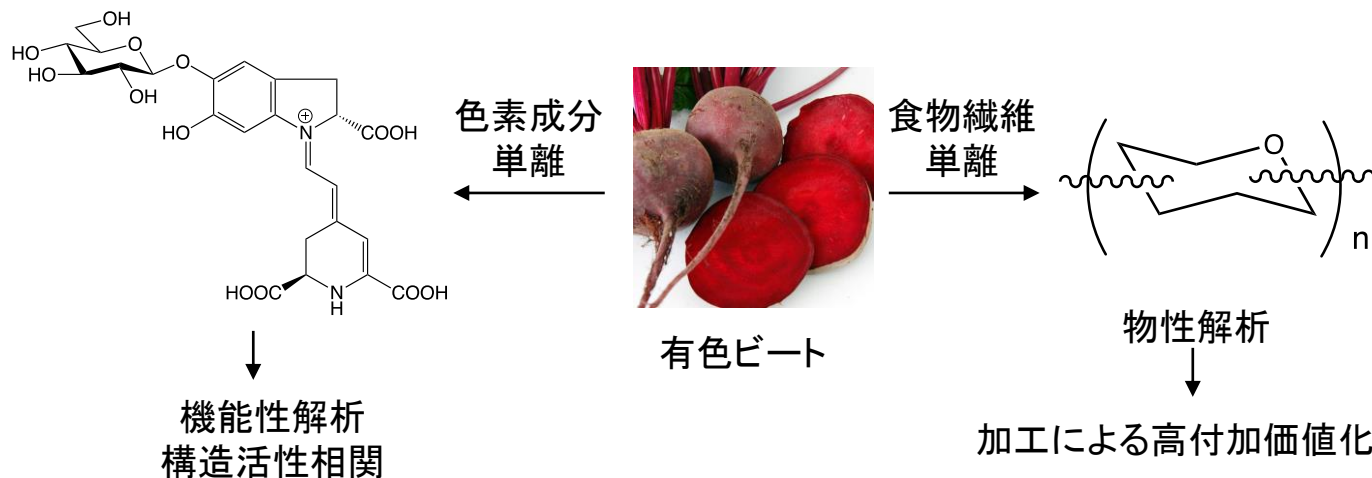 色素成分
単離
食物繊維
単離
OH
O
HO
HO
OH
OH
O
HO
N
⊕
COOH
HOOC
N
H
COOH
O
n
有色ビート
機能性解析
構造活性相関
物性解析
加工による高付加価値化